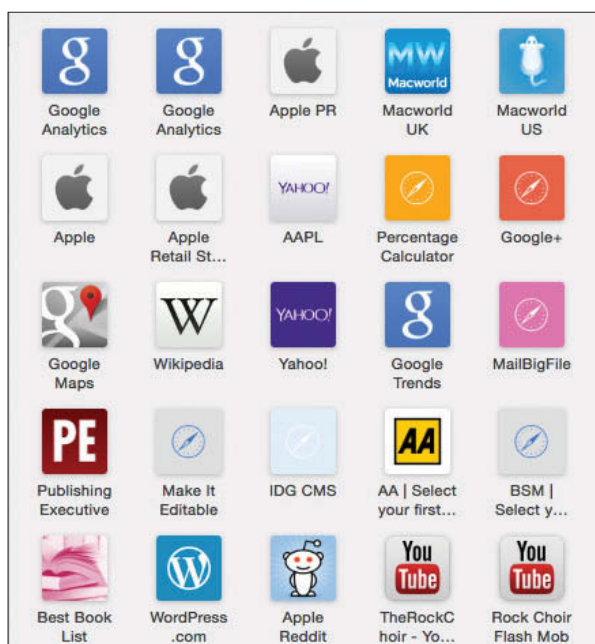 g
g
MW
Macworld
Google
Analytics
Google
Analytics
Apple PR
Macworld
UK
Macworld
US
YAHOO!
Apple
Apple
Retail St...
AAPL
Percentage
Calculator
Google+
g
W
YAHOO!
g
Google
Maps
Wikipedia
Yahoo!
Google
Trends
MailBigFile
PE
AA
Publishing
Executive
Make It
Editable
IDG CMS
AA | Select
your first...
BSM |
Select y...
W
You
Tube
You
Tube
Best Book
List
WordPress
.com
Apple
Reddit
TheRockC
hoir - Yo...
Rock Choir
Flash Mob